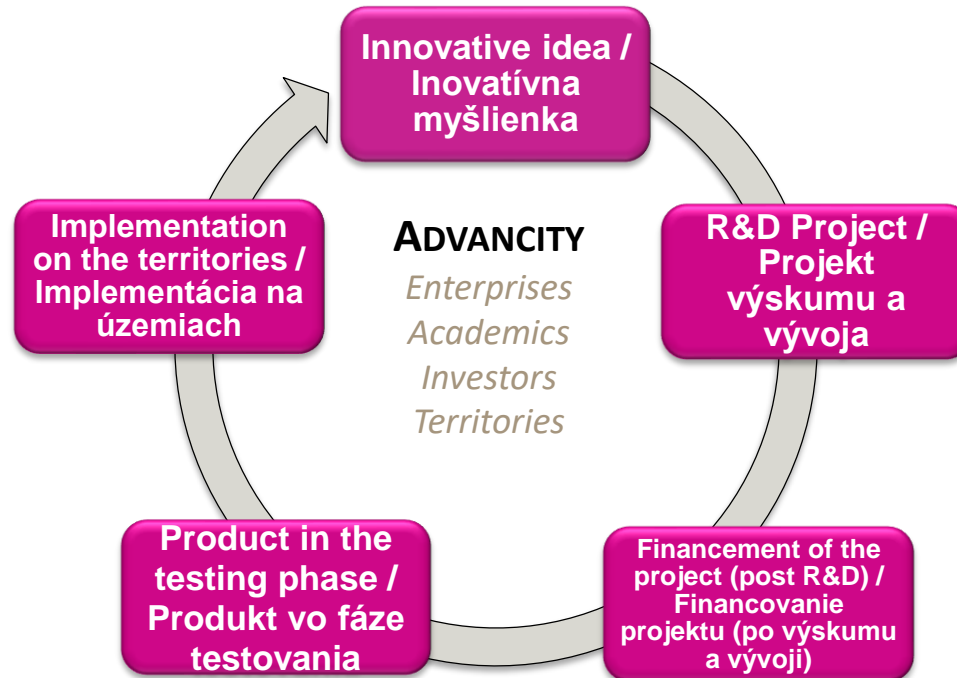 Innovative idea /
Inovatívna
myšlienka
R&D Project /
Projekt
výskumu a
vývoja
Financement of the
project (post R&D) /
Financovanie
projektu (po výskumu
a vývoji)
Product in the
testing phase /
Produkt vo fáze
testovania
Implementation
on the territories /
Implementácia na
územiach
ADVANCITY
Enterprises
Academics
Investors
Territories